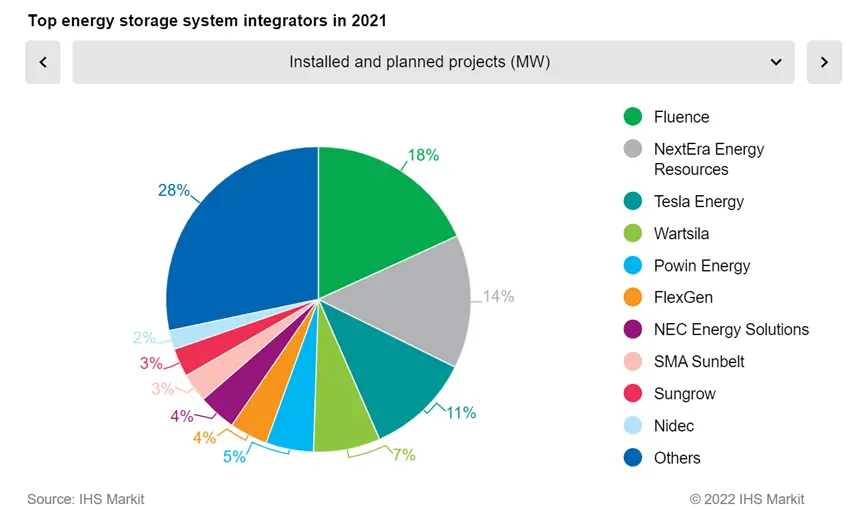 Top energy storage system integrators in 2021
Installed and planned projects (MW)
18%
14%
11%
7%
5%
4%
4%
3%
3%
2%
28%
Fluence
NextEra Energy
Resources
Tesla Energy
Wartsila
Powin Energy
FlexGen
NEC Energy Solutions
SMA Sunbelt
Sungrow
Nidec
Others
Source: IHS Markit
© 2022 IHS Markit